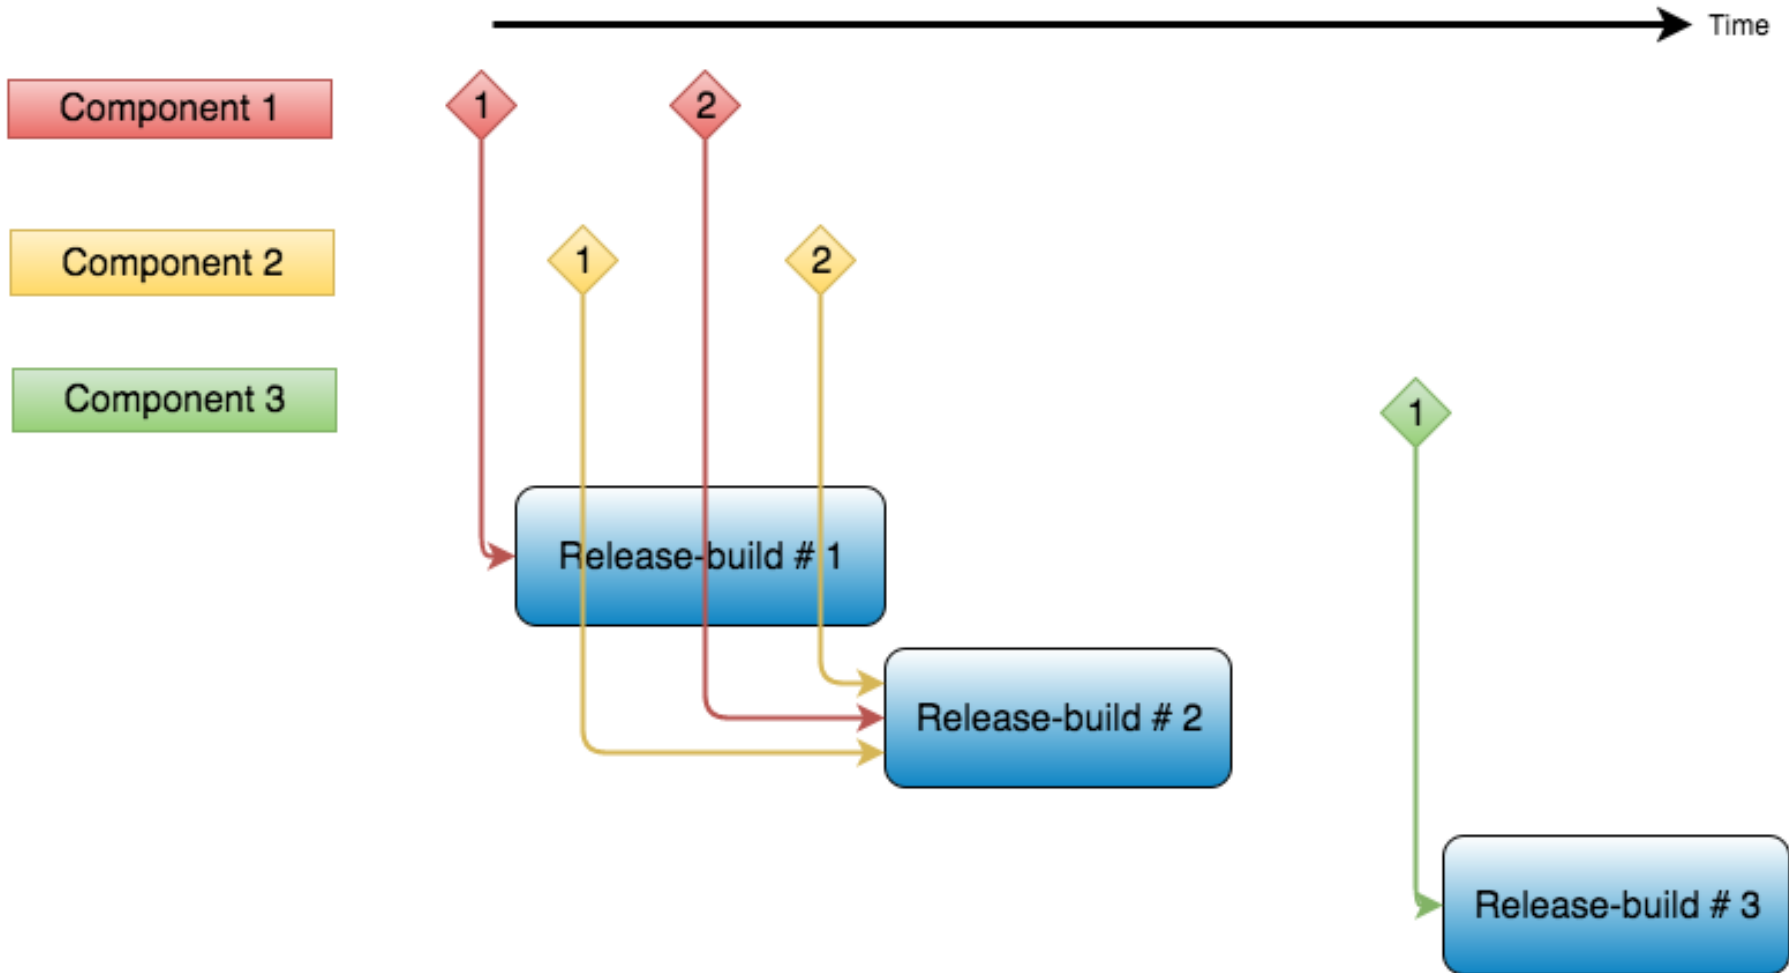 Time
Component 1
1
2
Component 2
1
2
Component 3
1
Release-build # 1
Release-build # 2
Release-build # 3